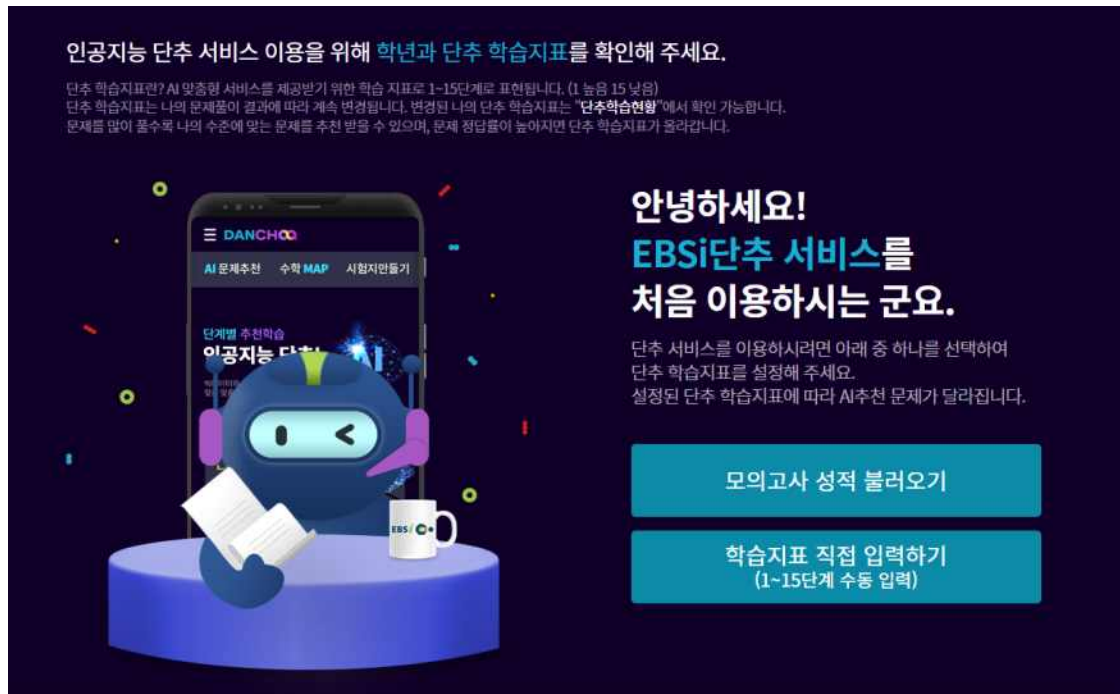 인공지능 단추 서비스 이용을 위해 학년과 단추 학습지표를 확인해 주세요.
단추 학습지표란? AI 맞춤형 서비스를 제공받기 위한 학습 지표로 1~15단계로 표현됩니다. (1 높음 15 낮음)
단추 학습지표는 나의 문제풀이 결과에 따라 계속 변경됩니다. 변경된 나의 단추 학습지표는 "단추학습현황"에서 확인 가능합니다.
문제를 많이 풀수록 나의 수준에 맞는 문제를 추천 받을 수 있으며, 문제 정답률이 높아지면 단추 학습지표가 올라갑니다.
DANCHOO
AI 문제추천 수학 MAP 시험지만들기
단계별 추천학습
인공지능 단추!
AI
EBSi
안녕하세요!
EBSi단추 서비스를
처음 이용하시는 군요.
단추 서비스를 이용하시려면 아래 중 하나를 선택하여
단추 학습지표를 설정해 주세요.
설정된 단추 학습지표에 따라 AI추천 문제가 달라집니다.
모의고사 성적 불러오기
학습지표 직접 입력하기
(1~15단계 수동 입력)